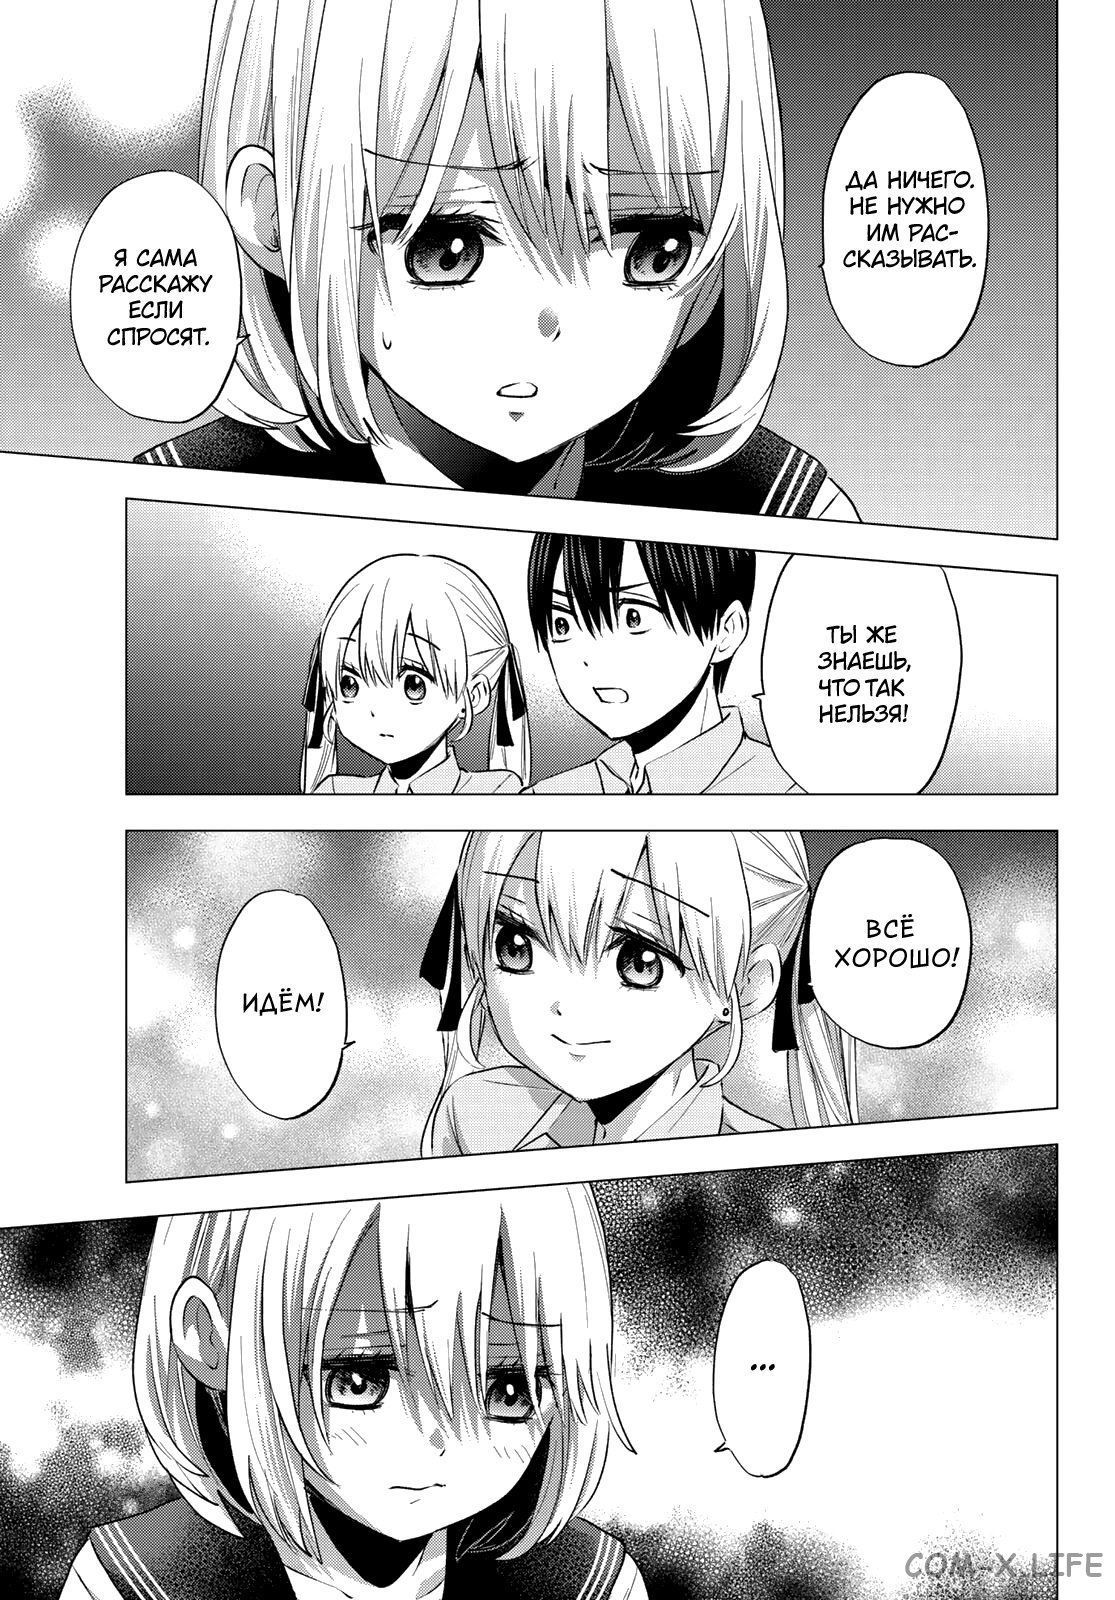 ДА НИЧЕГО.
НЕ НУЖНО
ИМ РАС-
СКАЗЫВАТЬ.
Я САМА
РАССКАЖУ
ЕСЛИ
СПРОСЯТ.
ТЫ ЖЕ
ЗНАЕШЬ,
ЧТО ТАК
НЕЛЬЗЯ!
ВСЁ
ХОРОШО!
ИДЁМ!
...
COM-X.LIFE